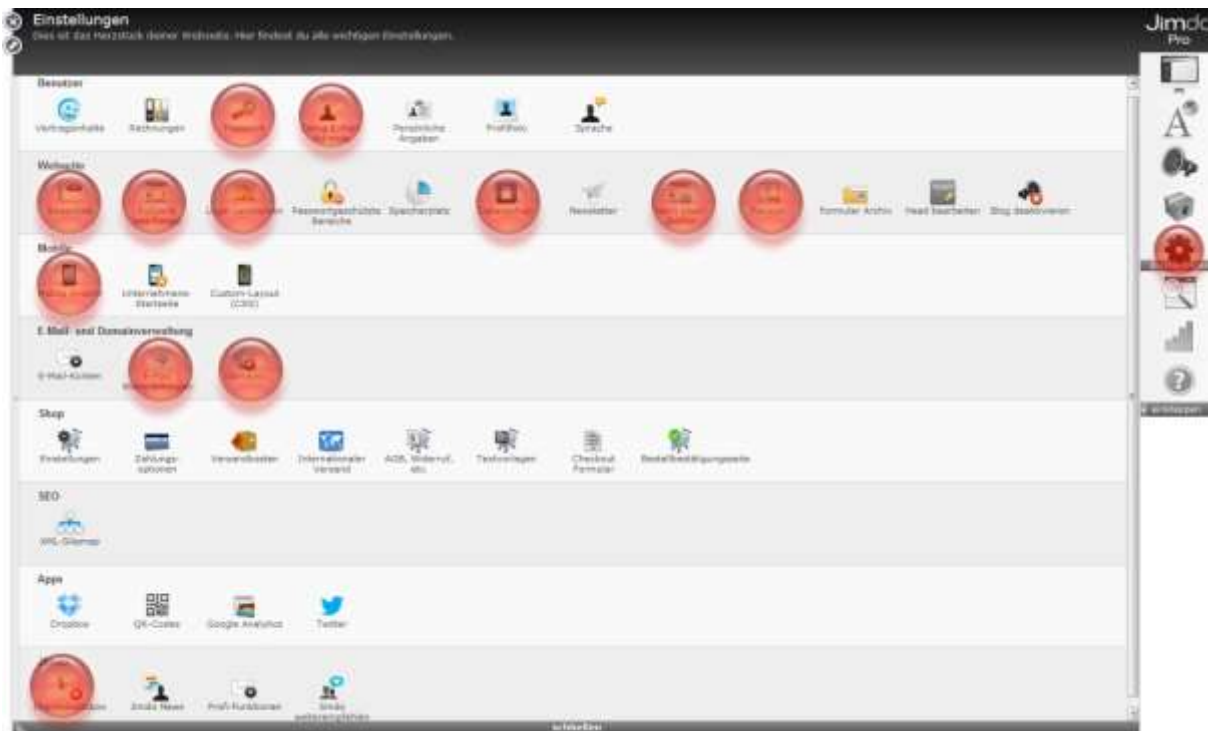 Einstellungen
Dies ist das Herzstück deiner Webseite. Hier findest du alle wichtigen Einstellungen.
Jimdo
Pro
Benutzer
Vertragsinhalte
Rechnungen
Persönliche
Angaben
Profilfoto
Sprache
Webseite
Passwortgeschützte
Bereiche
Speicherplatz
Newsletter
Formular Archiv
Head bearbeiten
Blog deaktivieren
Mobile
Unternehmens-
Startseite
Custom-Layout
(CSS)
E-Mail- und Domainverwaltung
E-Mail-Konten
Shop
Einstellungen
Zahlungs-
optionen
Versandkosten
Internationaler
Versand
AGB, Widerruf,
etc.
Textvorlagen
Checkout
Formular
Bestellbestätigungsseite
SEO
XML-Sitemap
Apps
Dropbox
QR-Codes
Google Analytics
Twitter
Jimdo News
Profi-Funktionen
Jimdo
weiterempfehlen
schließen